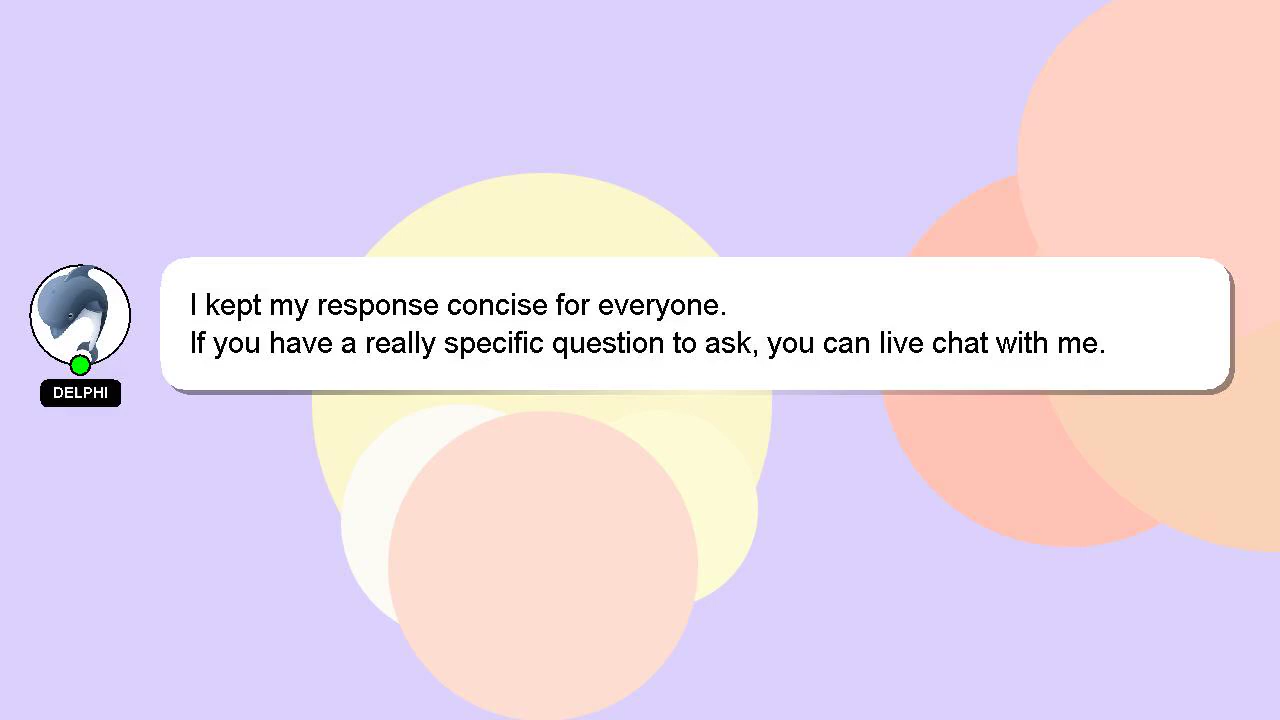 I kept my response concise for everyone.
If you have a really specific question to ask, you can live chat with me.
DELPHI